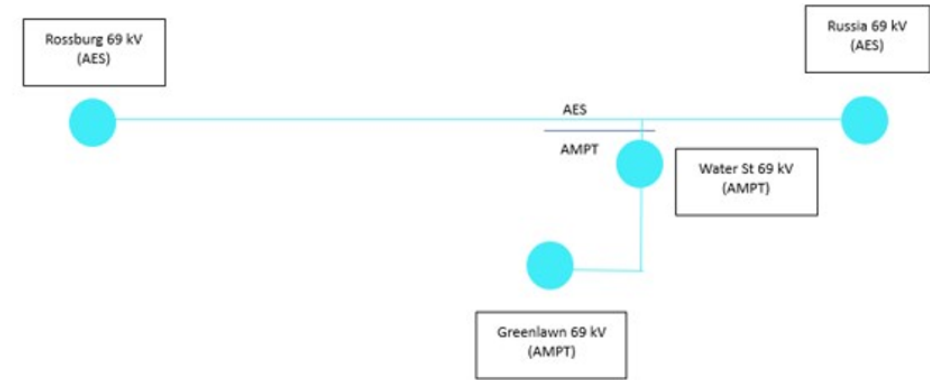 Rossburg 69 kV
(AES)
Russia 69 kV
(AES)
AES
AMPT
Water St 69 kV
(AMPT)
Greenlawn 69 kV
(AMPT)